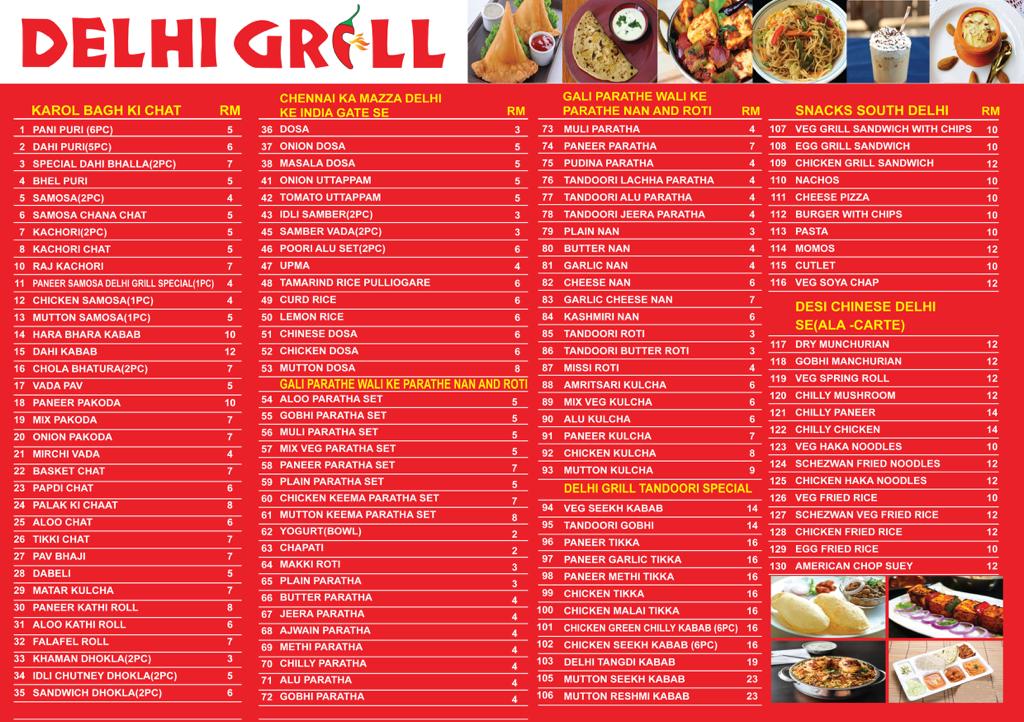 DELHI GRILL
KAROL BAGH KI CHAT RM
1 PANI PURI (6PC) 5
2 DAHI PURI(5PC) 6
3 SPECIAL DAHI BHALLA(2PC) 7
4 BHEL PURI 5
5 SAMOSA(2PC) 4
6 SAMOSA CHANA CHAT 5
7 KACHORI(2PC) 5
8 KACHORI CHAT 5
10 RAJ KACHORI 7
11 PANEER SAMOSA DELHI GRILL SPECIAL(1PC) 4
12 CHICKEN SAMOSA(1PC) 4
13 MUTTON SAMOSA(1PC) 5
14 HARA BHARA KABAB 10
15 DAHI KABAB 12
16 CHOLA BHATURA(2PC) 7
17 VADA PAV 5
18 PANEER PAKODA 10
19 MIX PAKODA 7
20 ONION PAKODA 7
21 MIRCHI VADA 4
22 BASKET CHAT 7
23 PAPDI CHAT 6
24 PALAK KI CHAAT 8
25 ALOO CHAT 6
26 TIKKI CHAT 7
27 PAV BHAJI 7
28 DABELI 5
29 MATAR KULCHA 7
30 PANEER KATHI ROLL 8
31 ALOO KATHI ROLL 6
32 FALAFEL ROLL 7
33 KHAMAN DHOKLA(2PC) 3
34 IDLI CHUTNEY DHOKLA(2PC) 5
35 SANDWICH DHOKLA(2PC) 6
CHENNAI KA MAZZA DELHI
KE INDIA GATE SE RM
36 DOSA 3
37 ONION DOSA 5
38 MASALA DOSA 5
41 ONION UTTAPPAM 5
42 TOMATO UTTAPPAM 5
43 IDLI SAMBER(2PC) 3
45 SAMBER VADA(2PC) 3
46 POORI ALU SET(2PC) 6
47 UPMA 4
48 TAMARIND RICE PULLIOGARE 6
49 CURD RICE 6
50 LEMON RICE 6
51 CHINESE DOSA 6
52 CHICKEN DOSA 6
53 MUTTON DOSA 8
GALI PARATHE WALI KE PARATHE NAN AND ROTI
54 ALOO PARATHA SET 5
55 GOBHI PARATHA SET 5
56 MULI PARATHA SET 5
57 MIX VEG PARATHA SET 5
58 PANEER PARATHA SET 7
59 PLAIN PARATHA SET 5
60 CHICKEN KEEMA PARATHA SET 7
61 MUTTON KEEMA PARATHA SET 8
62 YOGURT(BOWL) 2
63 CHAPATI 2
64 MAKKI ROTI 3
65 PLAIN PARATHA 3
66 BUTTER PARATHA 4
67 JEERA PARATHA 4
68 AJWAIN PARATHA 4
69 METHI PARATHA 4
70 CHILLY PARATHA 4
71 ALU PARATHA 4
72 GOBHI PARATHA 4
GALI PARATHE WALI KE
PARATHE NAN AND ROTI RM
73 MULI PARATHA 4
74 PANEER PARATHA 7
75 PUDINA PARATHA 4
76 TANDOORI LACHHA PARATHA 4
77 TANDOORI ALU PARATHA 4
78 TANDOORI JEERA PARATHA 4
79 PLAIN NAN 3
80 BUTTER NAN 4
81 GARLIC NAN 4
82 CHEESE NAN 6
83 GARLIC CHEESE NAN 7
84 KASHMIRI NAN 6
85 TANDOORI ROTI 3
86 TANDOORI BUTTER ROTI 3
87 MISSI ROTI 4
88 AMRITSARI KULCHA 6
89 MIX VEG KULCHA 6
90 ALU KULCHA 6
91 PANEER KULCHA 7
92 CHICKEN KULCHA 8
93 MUTTON KULCHA 9
DELHI GRILL TANDOORI SPECIAL
94 VEG SEEKH KABAB 14
95 TANDOORI GOBHI 14
96 PANEER TIKKA 16
97 PANEER GARLIC TIKKA 16
98 PANEER METHI TIKKA 16
99 CHICKEN TIKKA 16
100 CHICKEN MALAI TIKKA 16
101 CHICKEN GREEN CHILLY KABAB (6PC) 16
102 CHICKEN SEEKH KABAB (6PC) 16
103 DELHI TANGDI KABAB 19
105 MUTTON SEEKH KABAB 23
106 MUTTON RESHMI KABAB 23
SNACKS SOUTH DELHI RM
107 VEG GRILL SANDWICH WITH CHIPS 10
108 EGG GRILL SANDWICH 10
109 CHICKEN GRILL SANDWICH 12
110 NACHOS 10
111 CHEESE PIZZA 10
112 BURGER WITH CHIPS 10
113 PASTA 10
114 MOMOS 12
115 CUTLET 10
116 VEG SOYA CHAP 12
DESI CHINESE DELHI
SE(ALA -CARTE)
117 DRY MUNCHURIAN 12
118 GOBHI MANCHURIAN 12
119 VEG SPRING ROLL 12
120 CHILLY MUSHROOM 12
121 CHILLY PANEER 14
122 CHILLY CHICKEN 14
123 VEG HAKA NOODLES 10
124 SCHEZWAN FRIED NOODLES 12
125 CHICKEN HAKA NOODLES 12
126 VEG FRIED RICE 10
127 SCHEZWAN VEG FRIED RICE 12
128 CHICKEN FRIED RICE 12
129 EGG FRIED RICE 10
130 AMERICAN CHOP SUEY 12